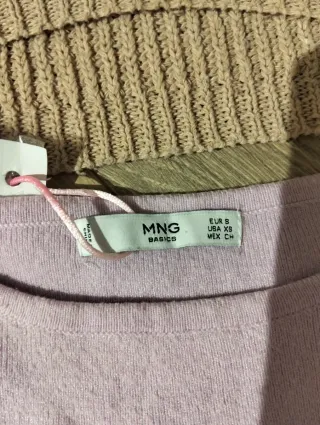 MNG
BASICS
EUR S
USA XS
MEX CH